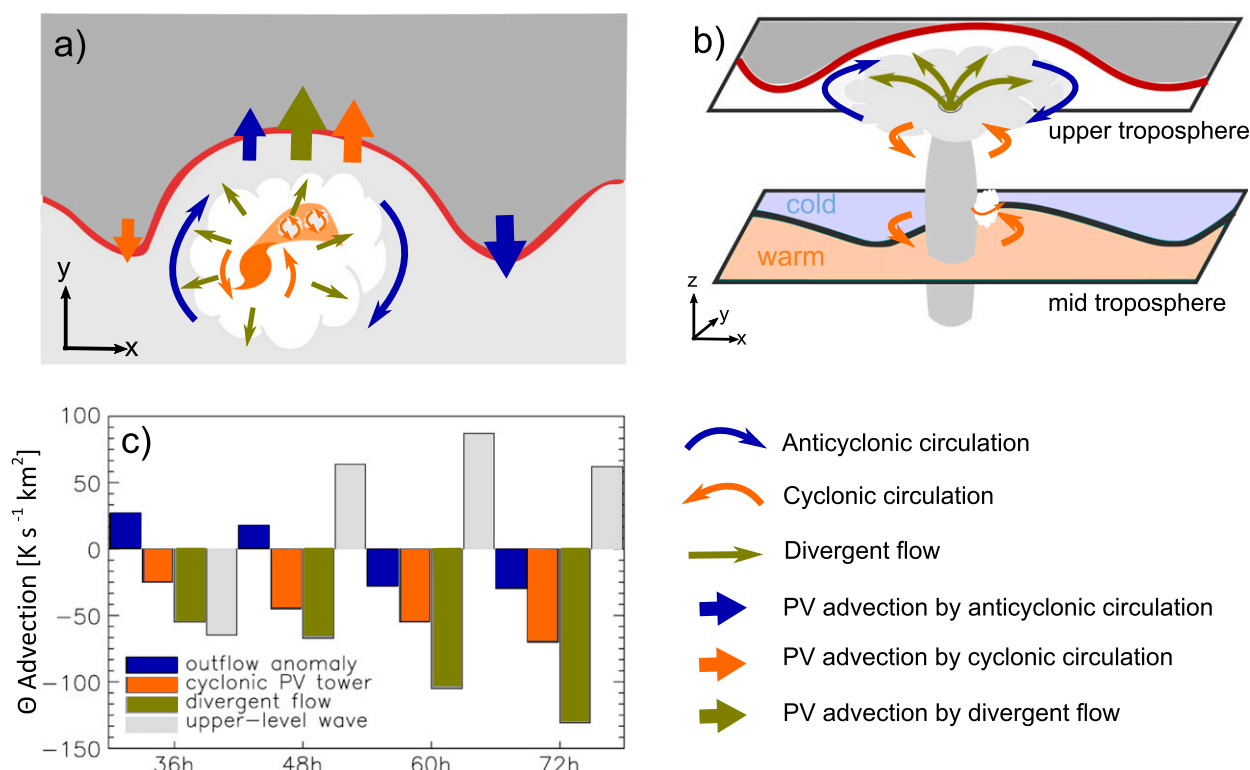 a)
y
x
b)
upper troposphere
cold
warm
mid troposphere
z
y
x
c)
Θ Advection [K s⁻¹ km²]
100
50
0
−50
−100
−150
outflow anomaly
cyclonic PV tower
divergent flow
upper−level wave
36h 48h 60h 72h
Anticyclonic circulation
Cyclonic circulation
Divergent flow
PV advection by anticyclonic circulation
PV advection by cyclonic circulation
PV advection by divergent flow